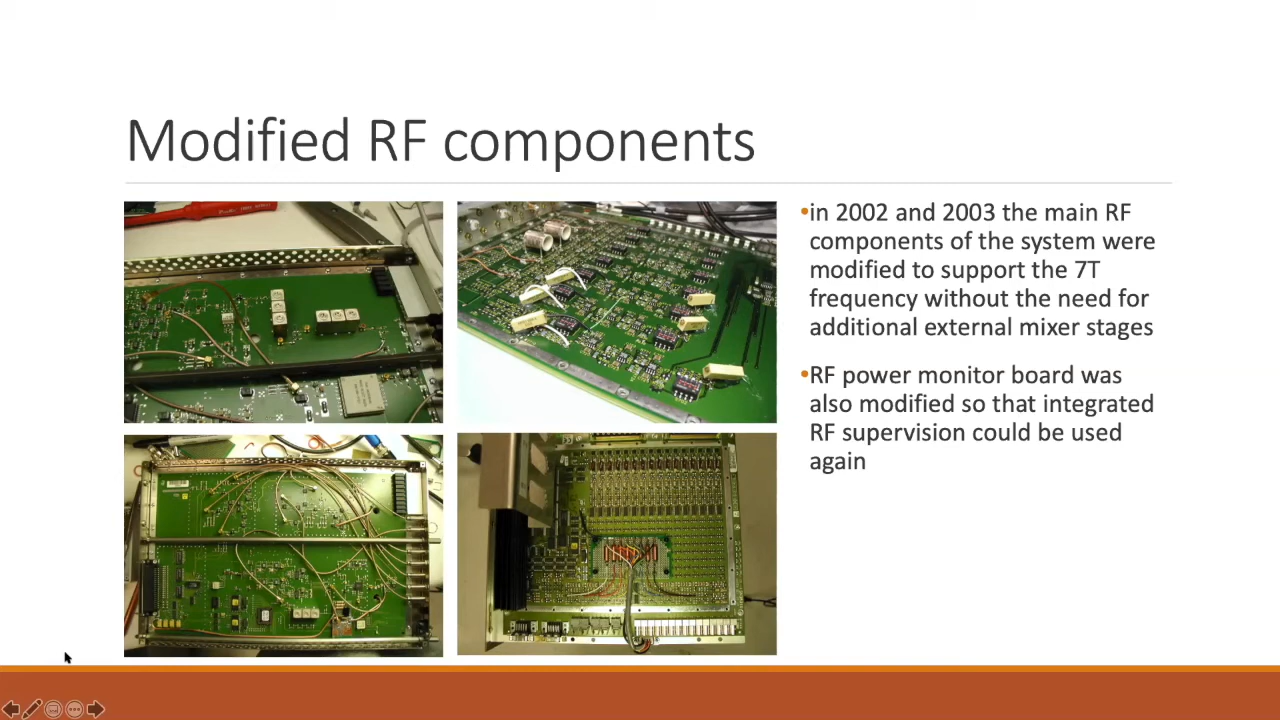 Modified RF components
•in 2002 and 2003 the main RF
components of the system were
modified to support the 7T
frequency without the need for
additional external mixer stages
•RF power monitor board was
also modified so that integrated
RF supervision could be used
again